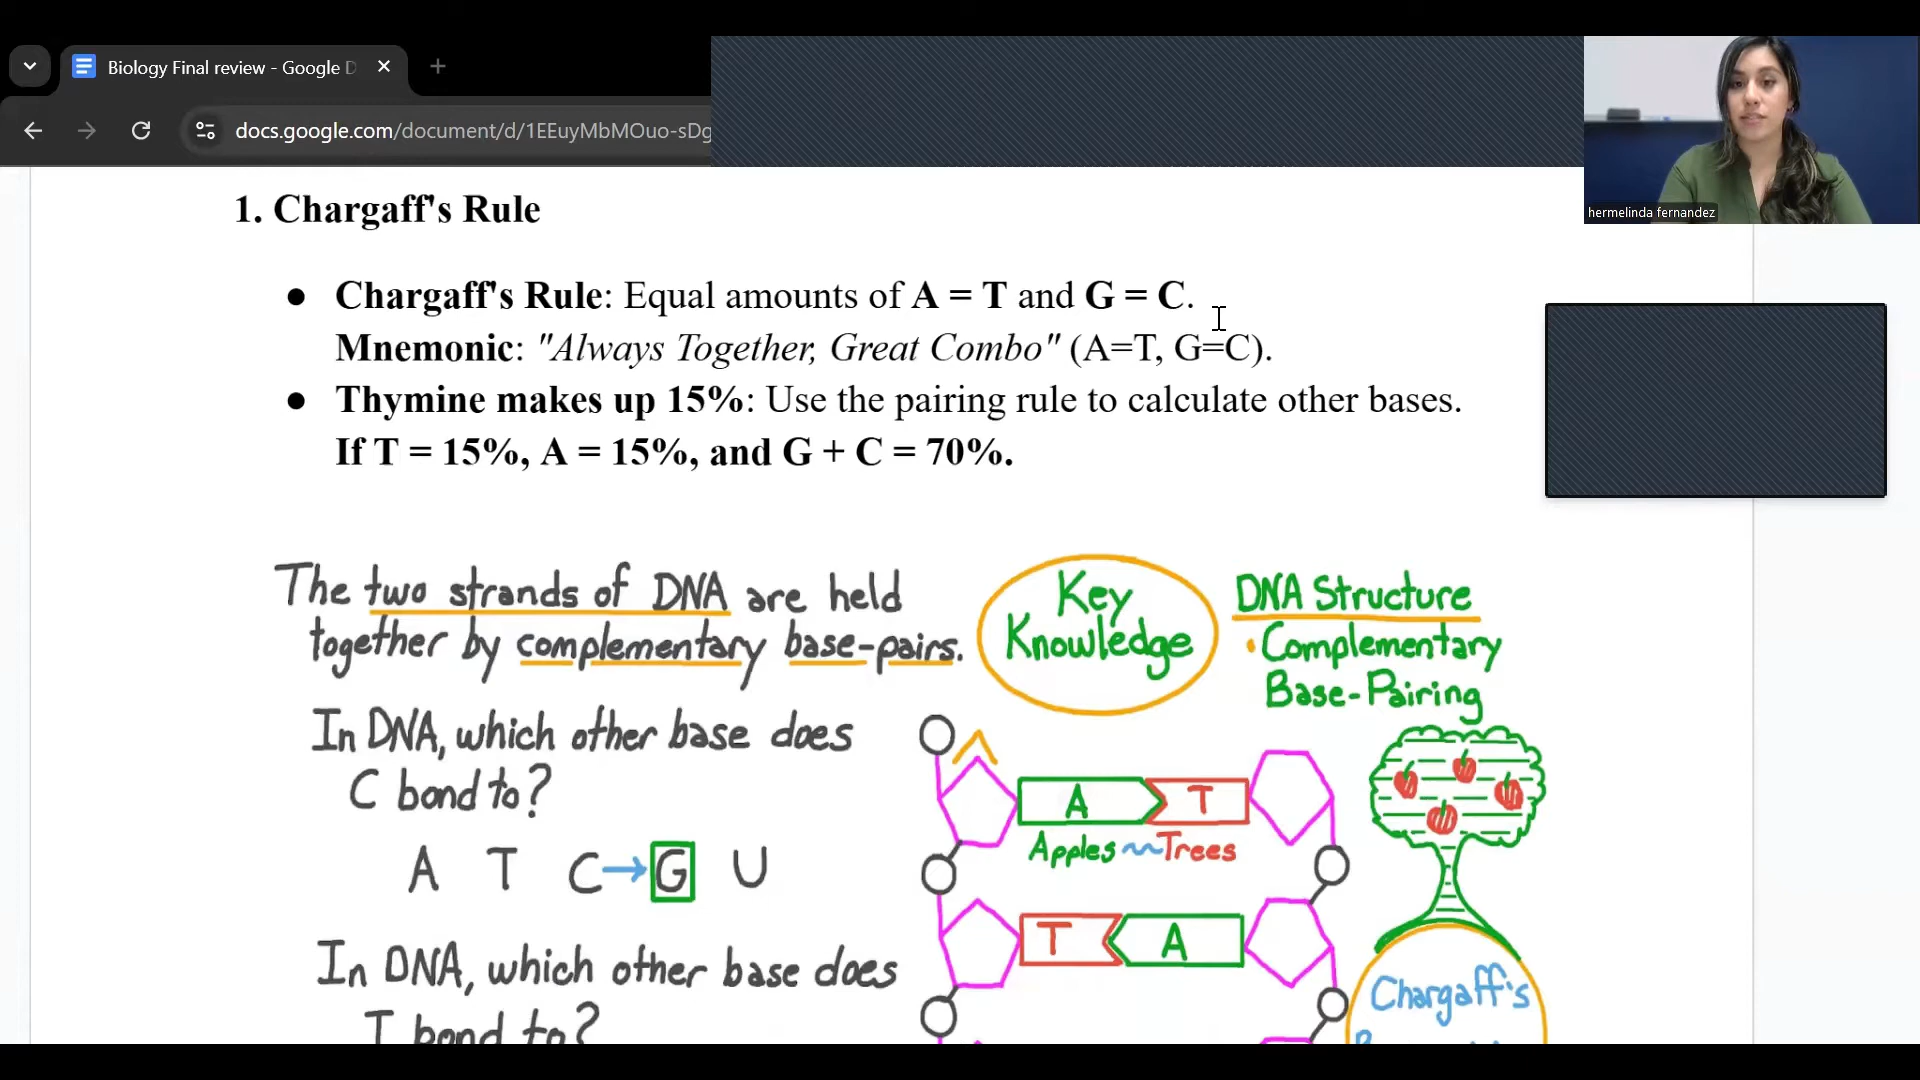 Biology Final review - Google D
docs.google.com/document/d/1EEuyMbMOuo-sDg
hermelinda fernandez
1. Chargaff's Rule
● Chargaff's Rule: Equal amounts of A = T and G = C.
Mnemonic: "Always Together, Great Combo" (A=T, G=C).
● Thymine makes up 15%: Use the pairing rule to calculate other bases.
If T = 15%, A = 15%, and G + C = 70%.
The two strands of DNA are held
together by complementary base-pairs.
Key
Knowledge
DNA Structure
• Complementary
Base-Pairing
In DNA, which other base does
C bond to?
A T C→G U
In DNA, which other base does
T bond to?
A T
Apples Trees
T A
Chargaff's